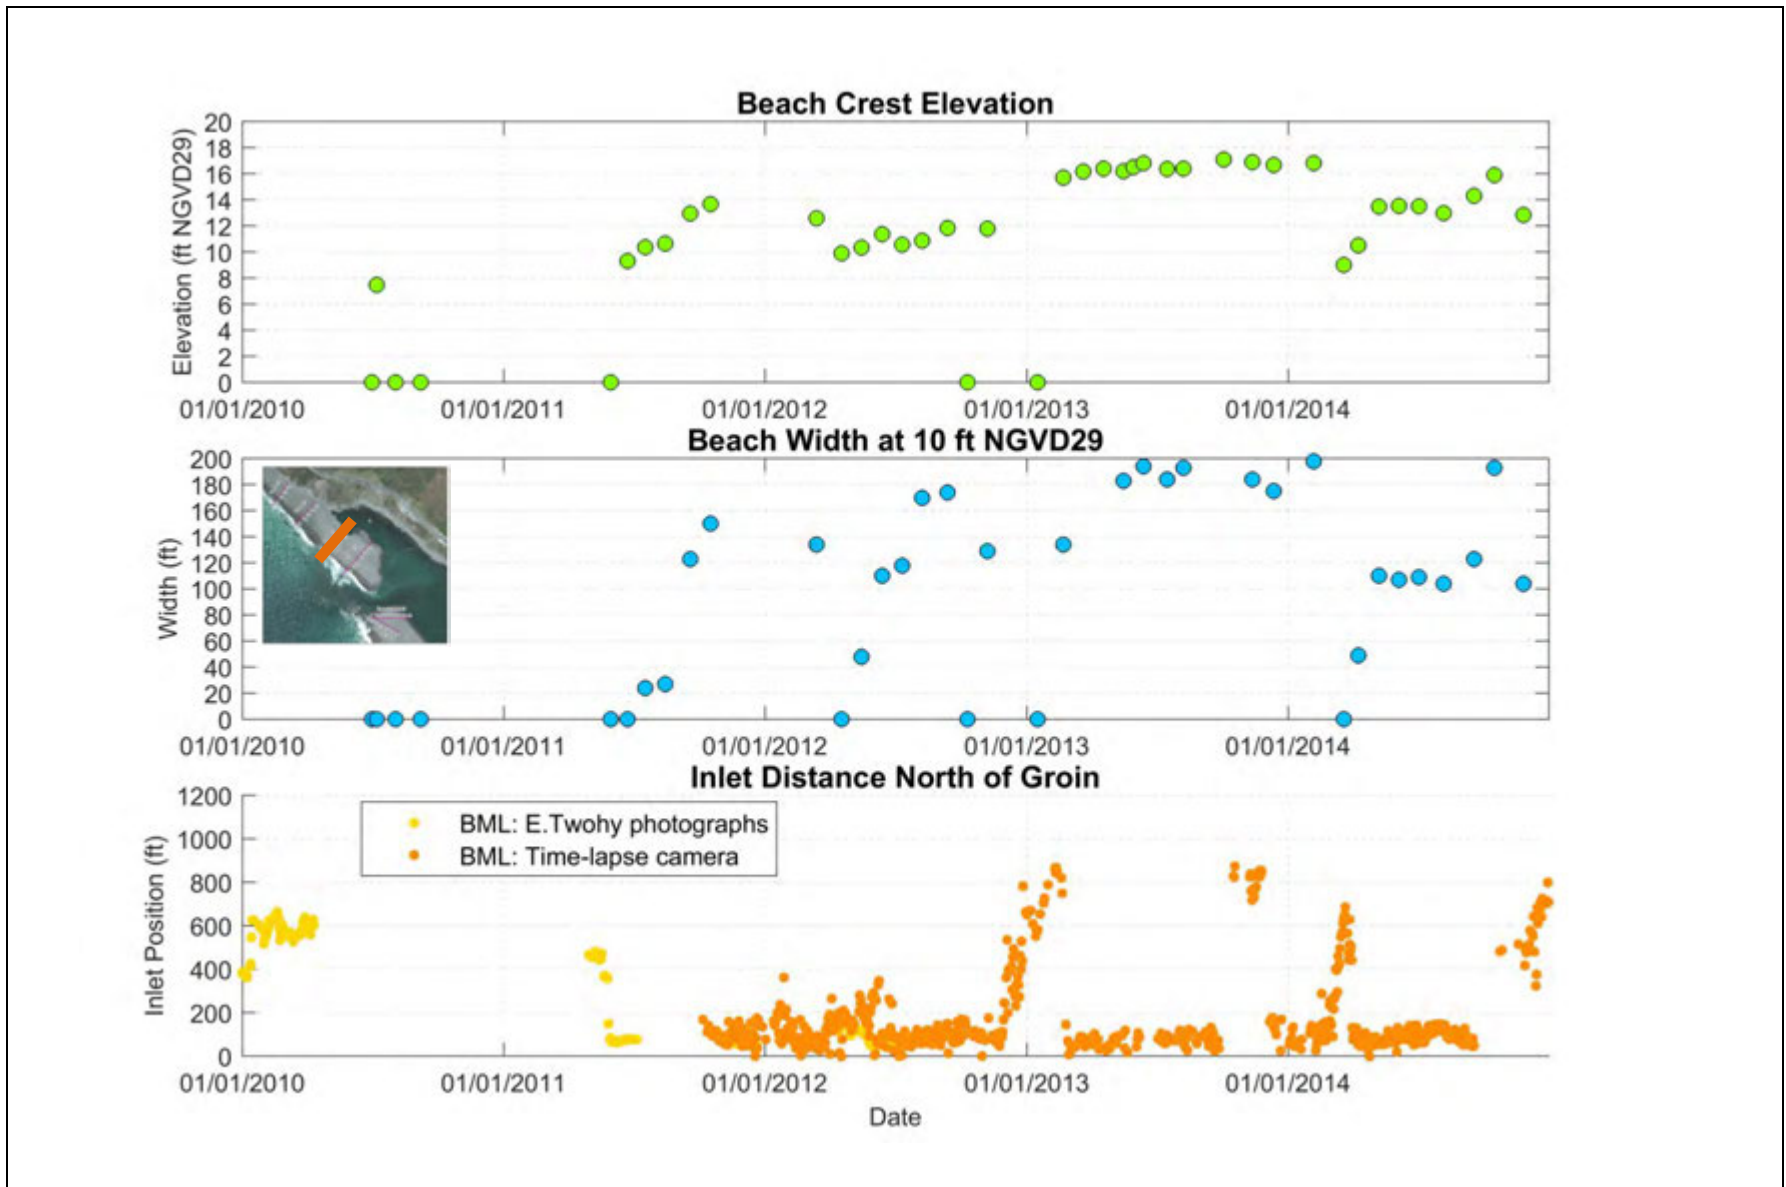 Beach Crest Elevation
Elevation (ft NGVD29)
20
18
16
14
12
10
8
6
4
2
0
01/01/2010 01/01/2011 01/01/2012 01/01/2013 01/01/2014
Beach Width at 10 ft NGVD29
Width (ft)
200
180
160
140
120
100
80
60
40
20
0
01/01/2010 01/01/2011 01/01/2012 01/01/2013 01/01/2014
Inlet Distance North of Groin
Inlet Position (ft)
1200
1000
800
600
400
200
0
BML: E.Twohy photographs
BML: Time-lapse camera
01/01/2010 01/01/2011 01/01/2012 01/01/2013 01/01/2014
Date